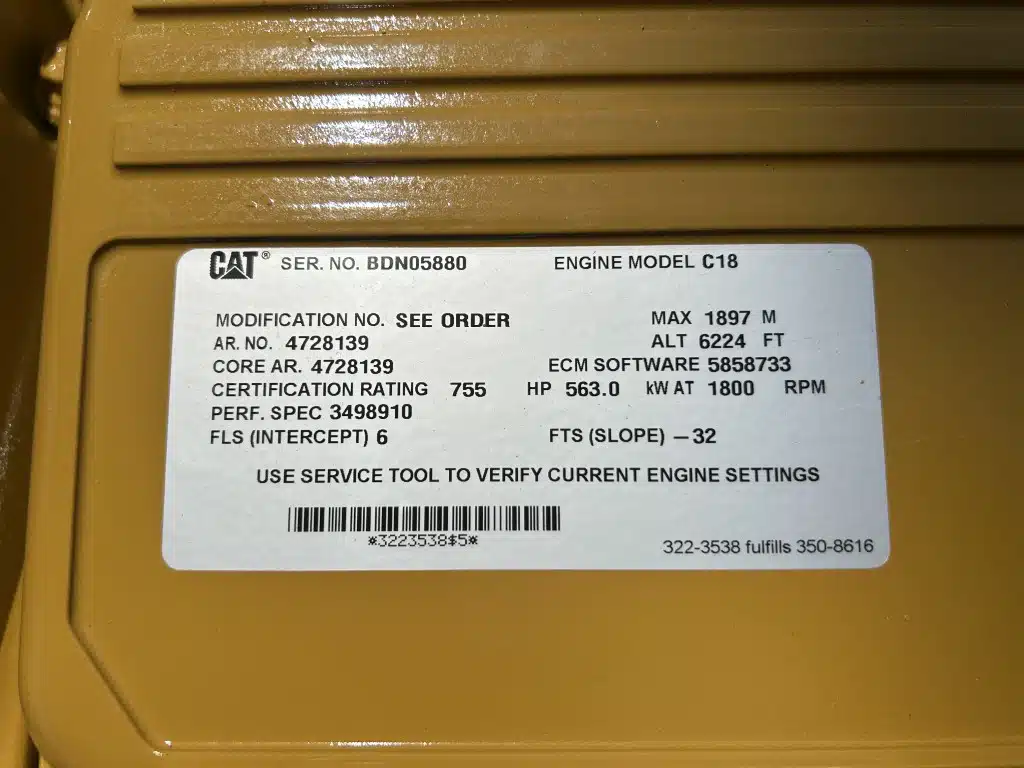 CAT® SER. NO. BDN05880 ENGINE MODEL C18
MODIFICATION NO. SEE ORDER MAX 1897 M
AR. NO. 4728139 ALT 6224 FT
CORE AR. 4728139 ECM SOFTWARE 5858733
CERTIFICATION RATING 755 HP 563.0 kW AT 1800 RPM
PERF. SPEC 3498910
FLS (INTERCEPT) 6 FTS (SLOPE) –32
USE SERVICE TOOL TO VERIFY CURRENT ENGINE SETTINGS
*3223538$5*
322-3538 fulfills 350-8616